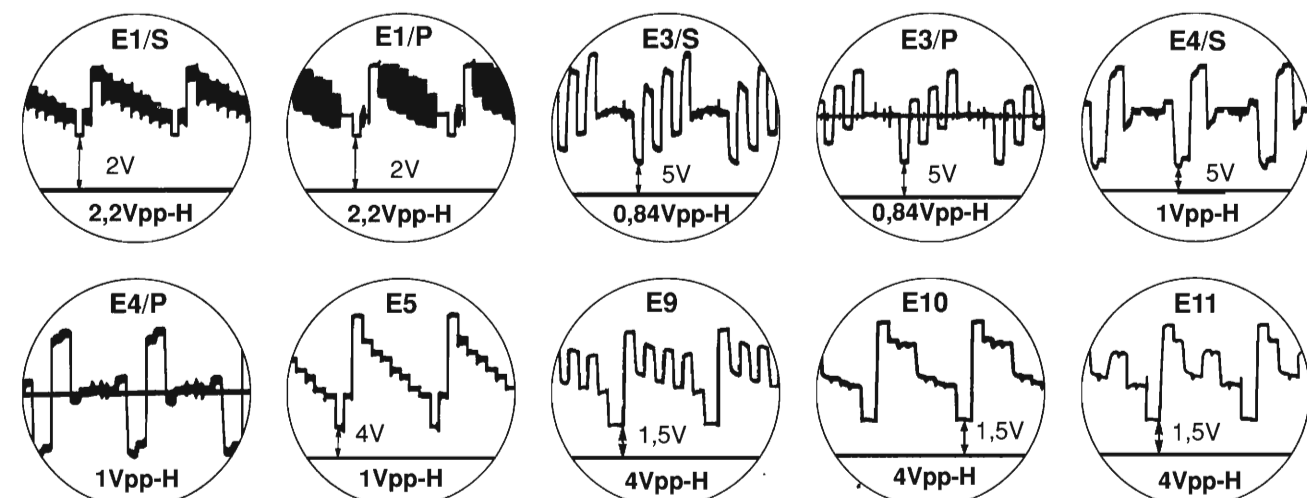 E1/S
2V
2,2Vpp-H
E1/P
2V
2,2Vpp-H
E3/S
5V
0,84Vpp-H
E3/P
5V
0,84Vpp-H
E4/S
5V
1Vpp-H
E4/P
1Vpp-H
E5
4V
1Vpp-H
E9
1,5V
4Vpp-H
E10
1,5V
4Vpp-H
E11
1,5V
4Vpp-H